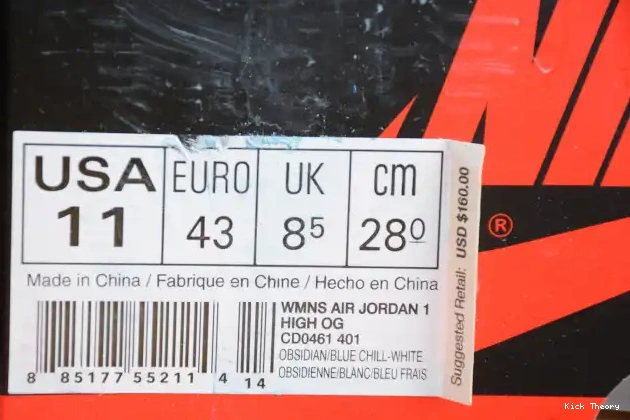 USA EURO UK cm
11 43 8 5 28 0
Made in China / Fabrique en Chine / Hecho en China
WMNS AIR JORDAN 1
HIGH OG
CD0461 401
OBSIDIAN/BLUE CHILL-WHITE
OBSIDIENNE/BLANC/BLEU FRAIS
8 85177 55211 4 14
Suggested Retail: USD $160.00
®
Kick Theory